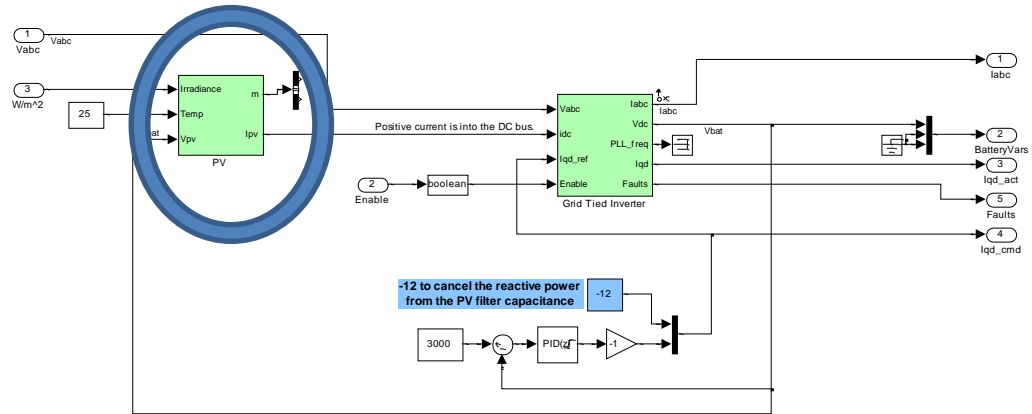 1
Vabc
Vabc
3
W/m^2
25
Irradiance
Temp
Vpv
m
Ipv
PV
Positive current is into the DC bus.
2
Enable
boolean
Vabc
idc
Iqd_ref
Enable
Iabc
Vdc
PLL_freq
Iqd
Faults
Grid Tied Inverter
Iabc
Vbat
1
Iabc
2
BatteryVars
3
Iqd_act
5
Faults
4
Iqd_cmd
-12 to cancel the reactive power
from the PV filter capacitance
-12
3000
PID(z)
-1